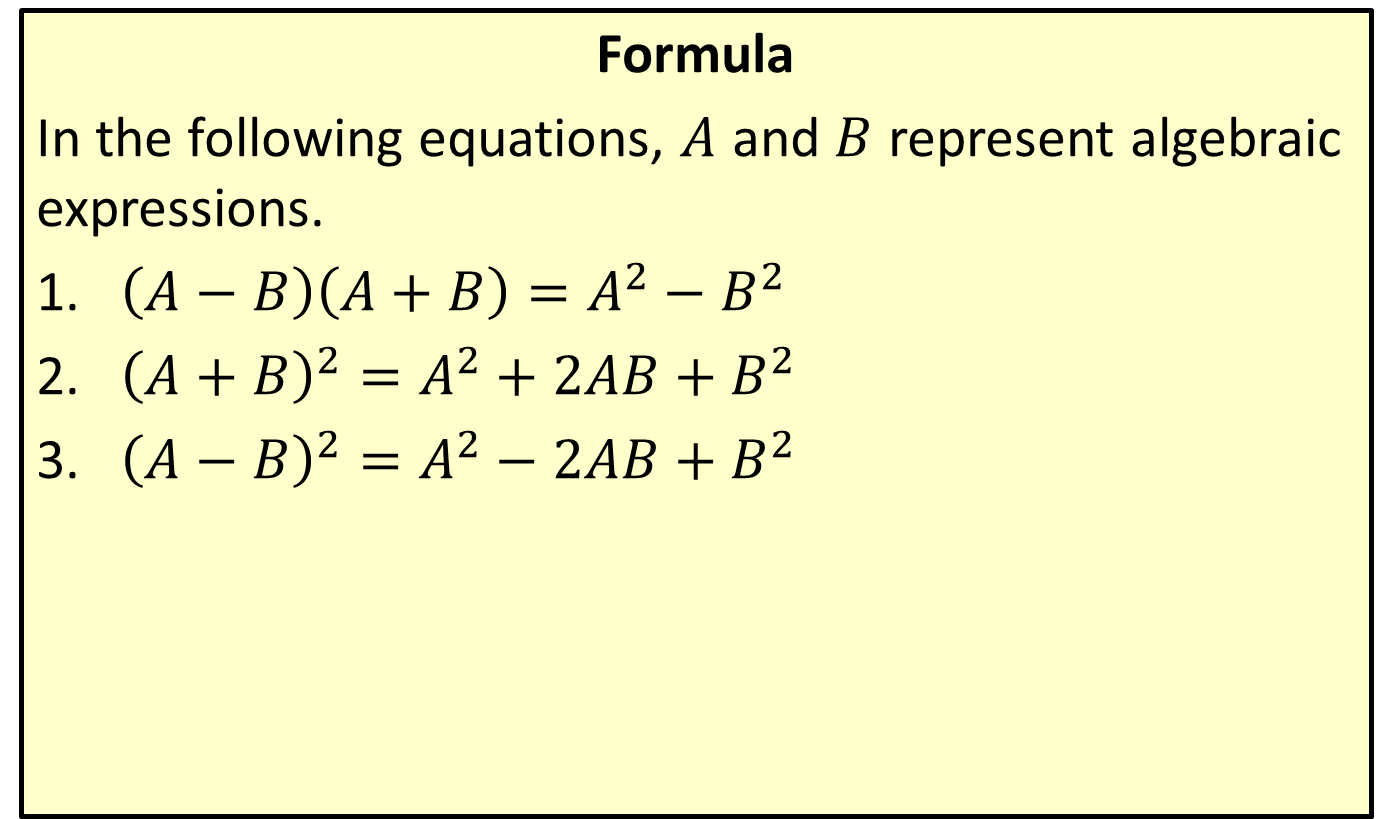 Formula
In the following equations, A and B represent algebraic
expressions.
1. (A − B)(A + B) = A² − B²
2. (A + B)² = A² + 2AB + B²
3. (A − B)² = A² − 2AB + B²